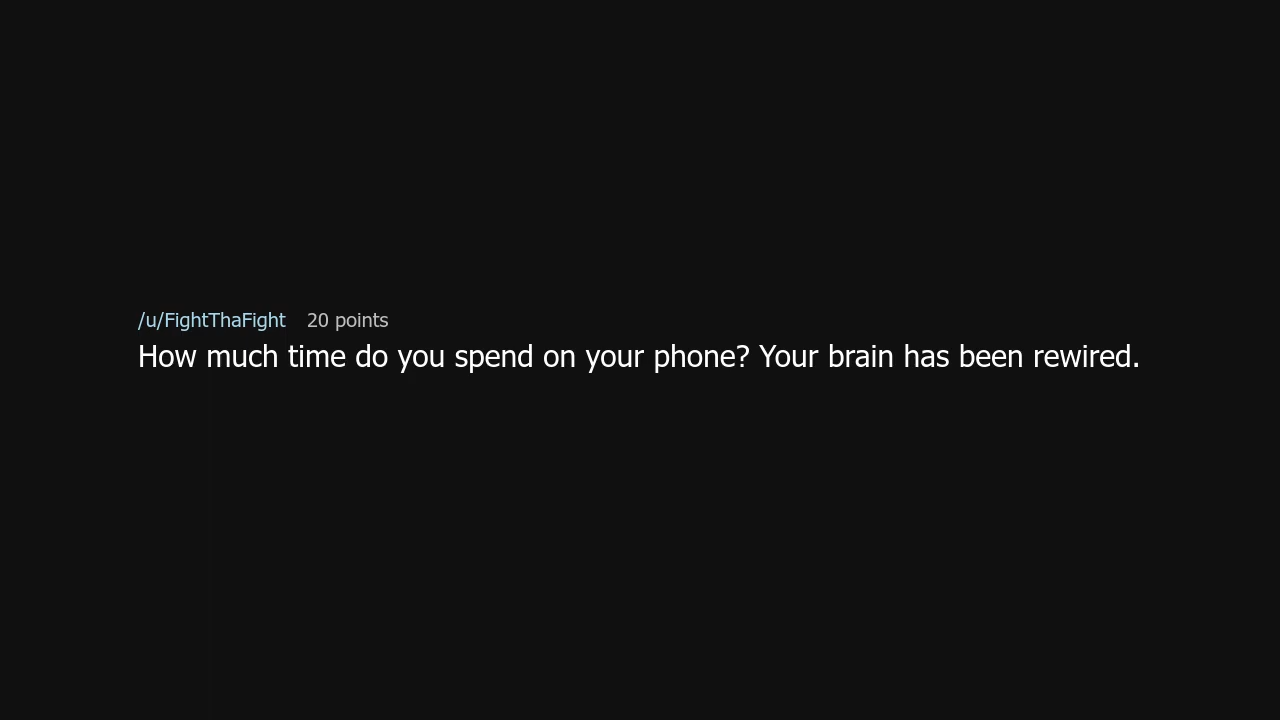 /u/FightThaFight 20 points
How much time do you spend on your phone? Your brain has been rewired.